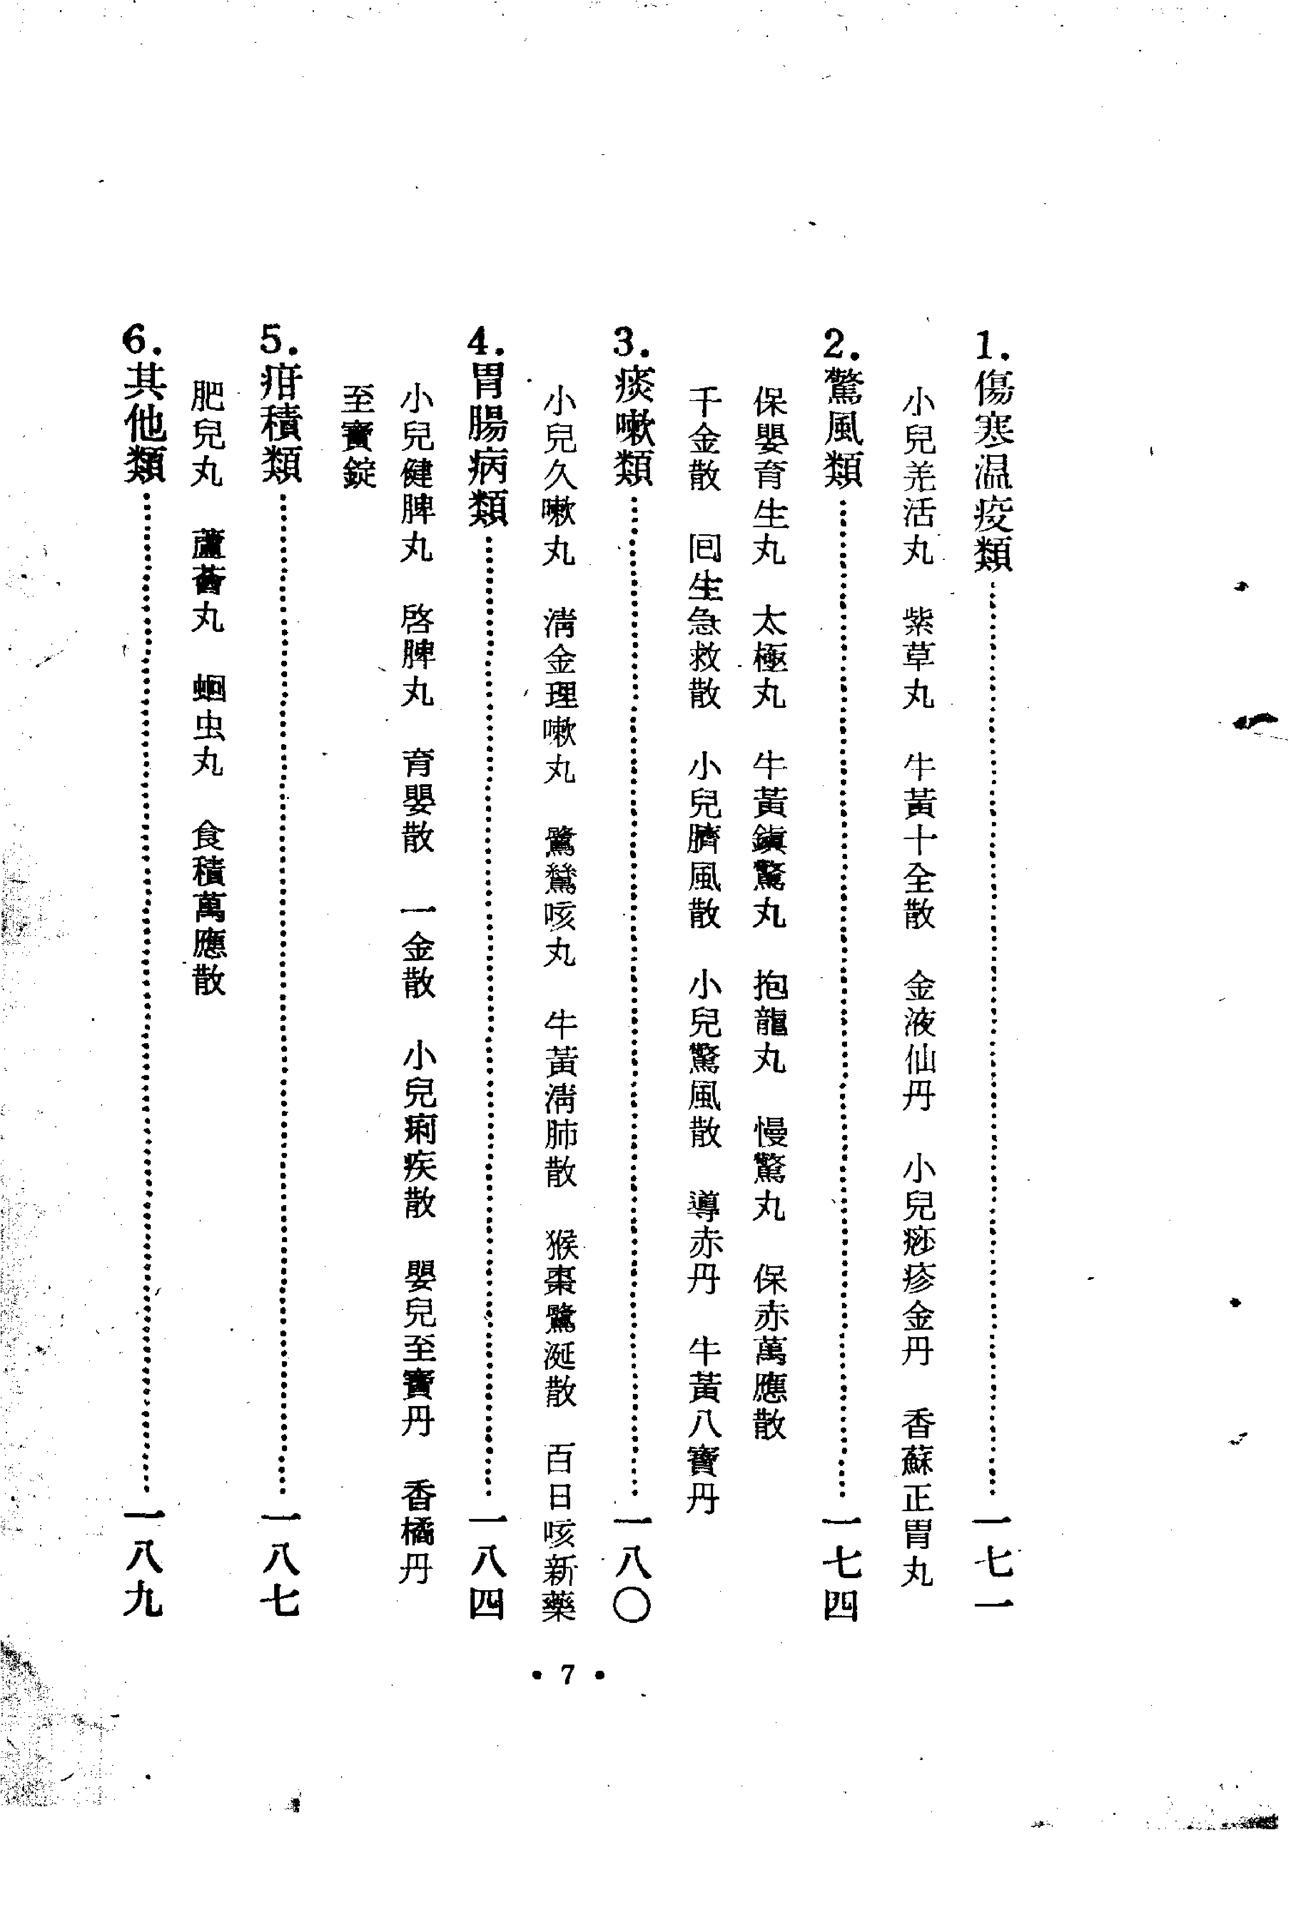 1.傷寒温疫類…………一七一
小兒羌活丸　紫草丸　牛黃十全散　金液仙丹　小兒痧疹金丹　香蘇正胃丸
2.驚風類…………一七四
保嬰育生丸　太極丸　牛黃鎮驚丸　抱龍丸　慢驚丸　保赤萬應散
千金散　囘生急救散　小兒臍風散　小兒驚風散　導赤丹　牛黃八寶丹
3.痰嗽類…………一八〇
小兒久嗽丸　淸金理嗽丸　鷺鷥咳丸　牛黃淸肺散　猴棗鷺涎散　百日咳新藥
4.胃腸病類…………一八四
小兒健脾丸　啓脾丸　育嬰散　一金散　小兒痢疾散　嬰兒至寶丹　香橘丹
至寶錠
5.疳積類…………一八七
肥兒丸　蘆薈丸　蛔虫丸　食積萬應散
6.其他類…………一八九
• 7 •